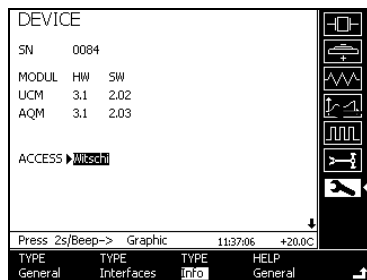 DEVICE
SN 0084
MODUL HW SW
UCM 3.1 2.02
AQM 3.1 2.03
ACCESS Witschi
Press 2s/Beep-> Graphic 11:37:06 +20.0C
TYPE TYPE TYPE HELP
General Interfaces Info General